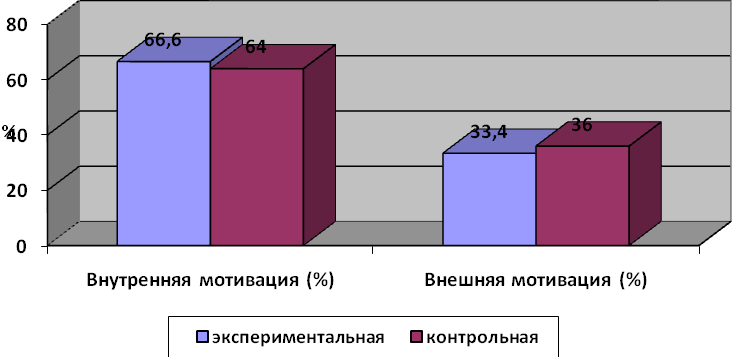 80
66,6
64
60
%
40
33,4
36
20
0
Внутренняя мотивация (%)
Внешняя мотивация (%)
экспериментальная
контрольная